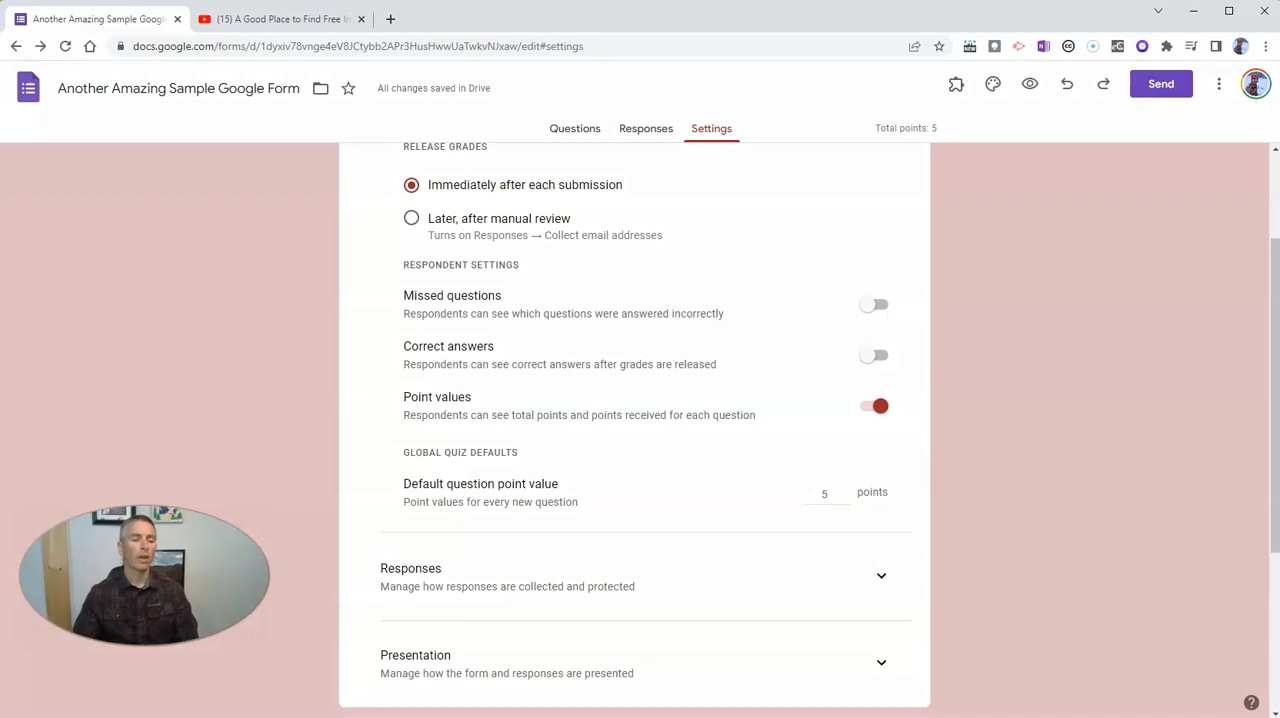 Another Amazing Sample Googl
(15) A Good Place to Find Free In
docs.google.com/forms/d/1dyxiv78vnge4eV8JCtybb2APr3HusHwwUaTwkvNJxaw/edit#settings
Another Amazing Sample Google Form
All changes saved in Drive
Send
Questions
Responses
Settings
Total points: 5
RELEASE GRADES
Immediately after each submission
Later, after manual review
Turns on Responses → Collect email addresses
RESPONDENT SETTINGS
Missed questions
Respondents can see which questions were answered incorrectly
Correct answers
Respondents can see correct answers after grades are released
Point values
Respondents can see total points and points received for each question
GLOBAL QUIZ DEFAULTS
Default question point value
Point values for every new question
5 points
Responses
Manage how responses are collected and protected
Presentation
Manage how the form and responses are presented